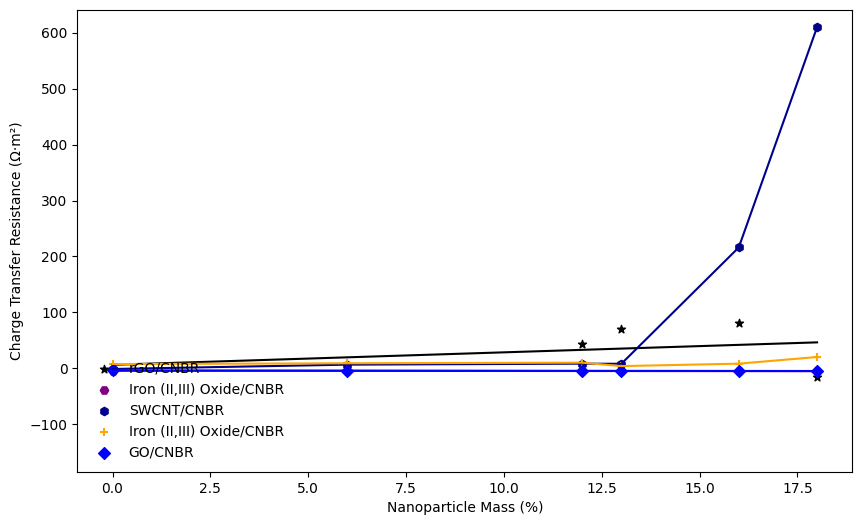 600
500
400
300
200
100
0
−100
Charge Transfer Resistance (Ω·m²)
rGO/CNBR
Iron (II,III) Oxide/CNBR
SWCNT/CNBR
Iron (II,III) Oxide/CNBR
GO/CNBR
0.0 2.5 5.0 7.5 10.0 12.5 15.0 17.5
Nanoparticle Mass (%)